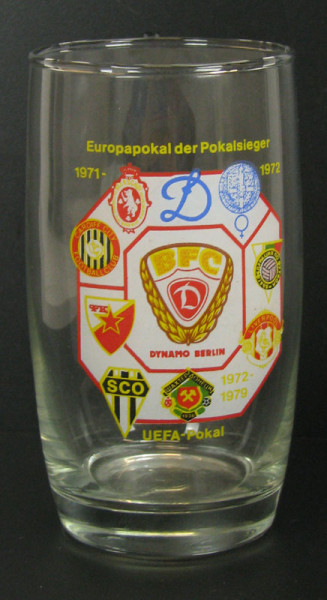 Europapokal der Pokalsieger
1971-
1972
D
BFC
D
DYNAMO BERLIN
SCO
1972-
1979
UEFA-Pokal